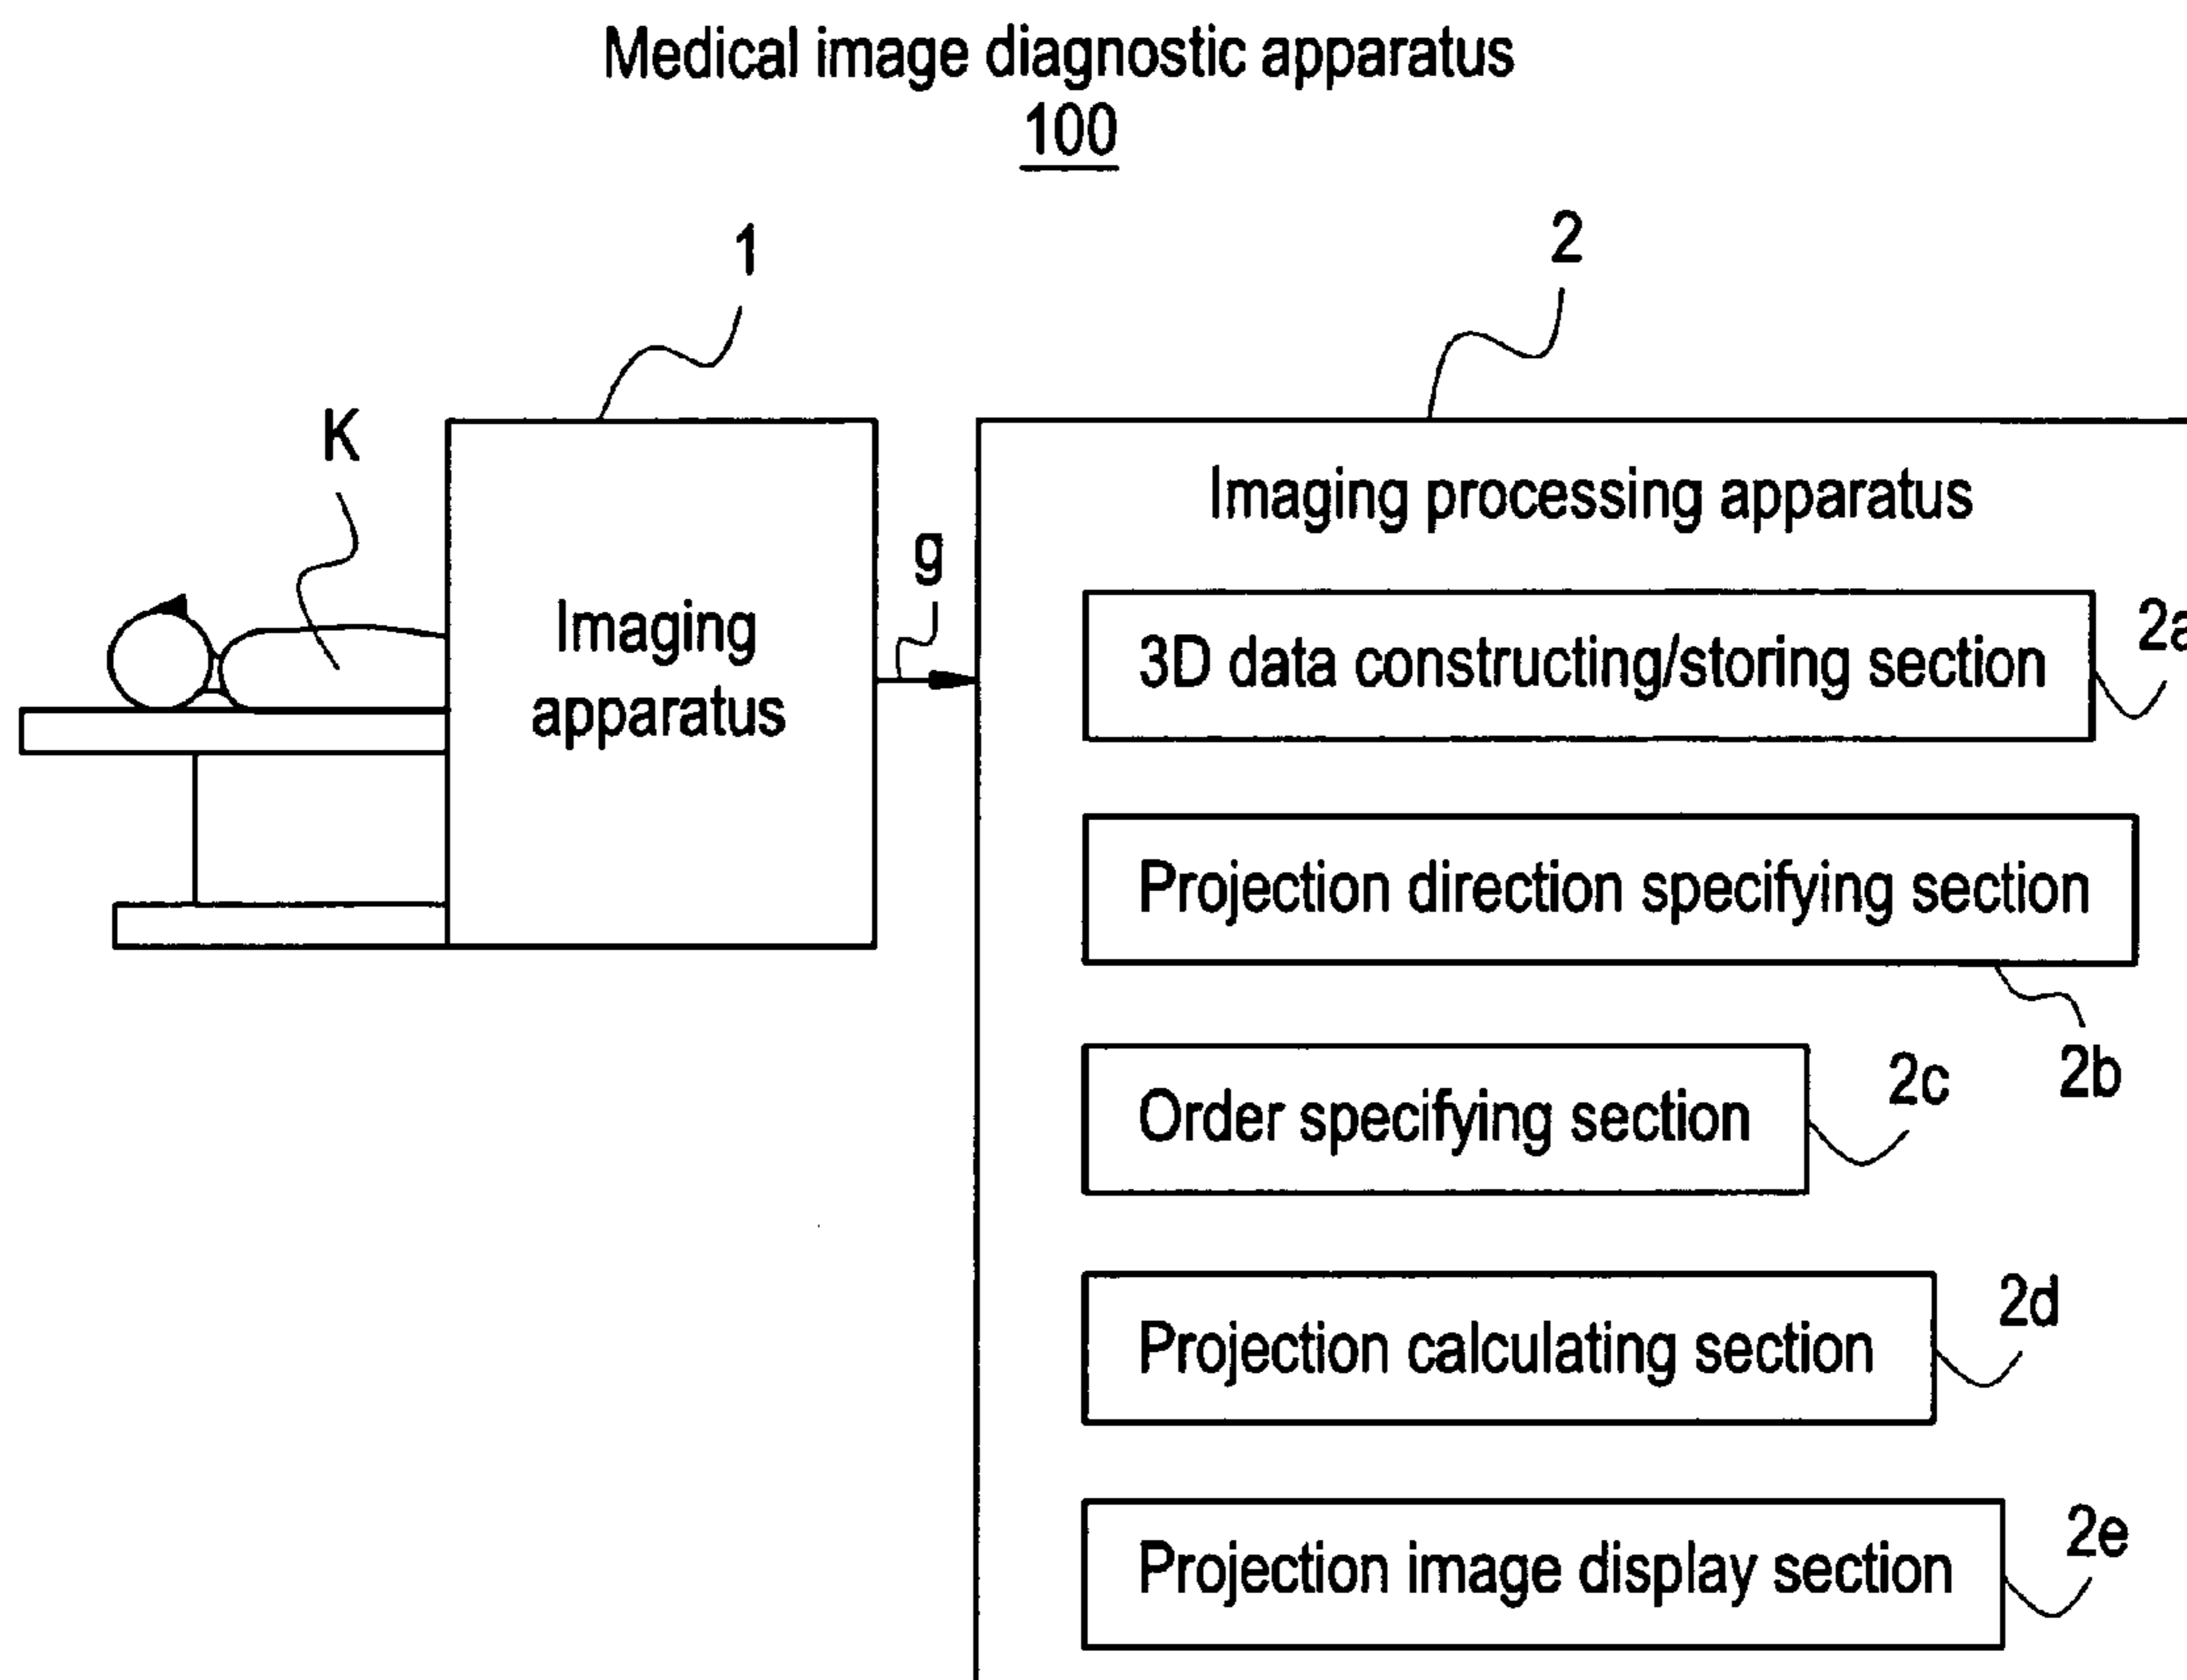 Medical image diagnostic apparatus
100
1
2
K
g
Imaging
apparatus
Imaging processing apparatus
3D data constructing/storing section
2a
Projection direction specifying section
2b
Order specifying section
2c
Projection calculating section
2d
Projection image display section
2e